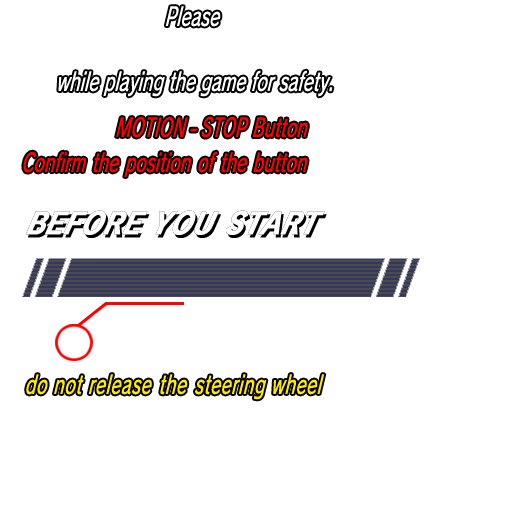 Please
while playing the game for safety.
MOTION - STOP Button
Confirm the position of the button
BEFORE YOU START
do not release the steering wheel